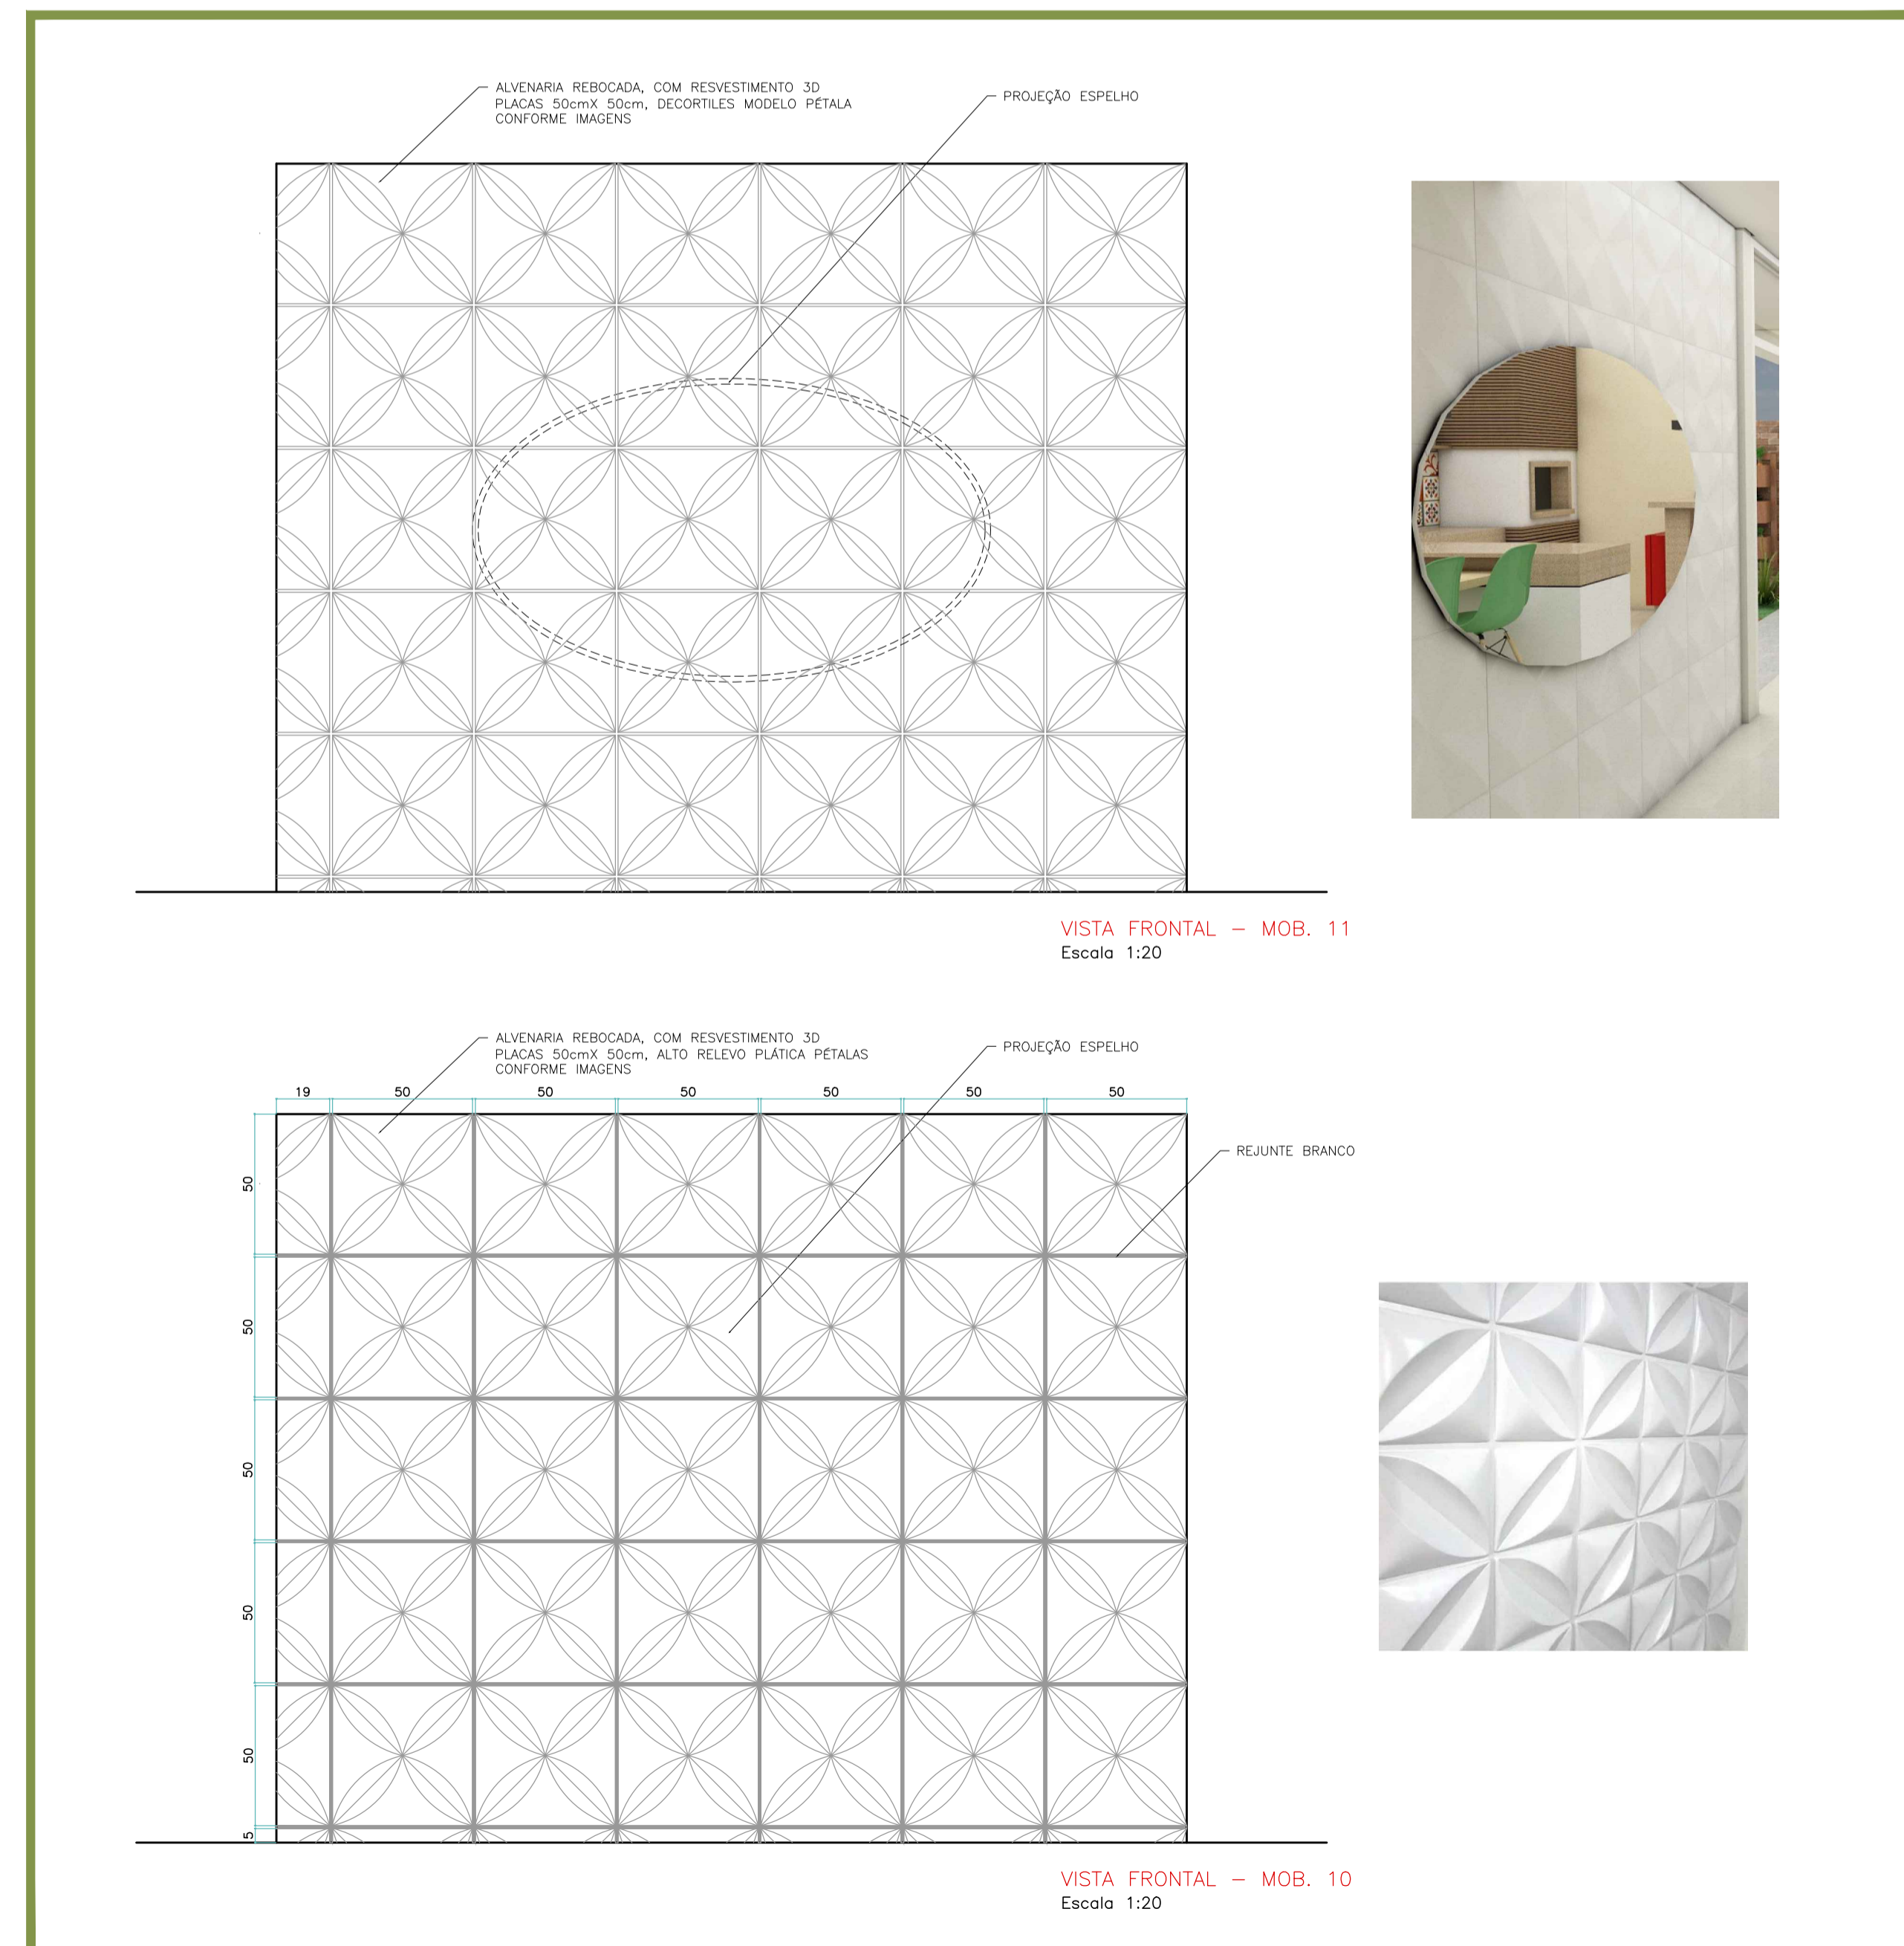 ALVENARIA REBOCADA, COM RESVESTIMENTO 3D
PLACAS 50cmX 50cm, DECORTILES MODELO PÉTALA
CONFORME IMAGENS
PROJEÇÃO ESPELHO
VISTA FRONTAL – MOB. 11
Escala 1:20
ALVENARIA REBOCADA, COM RESVESTIMENTO 3D
PLACAS 50cmX 50cm, ALTO RELEVO PLÁTICA PÉTALAS
CONFORME IMAGENS
PROJEÇÃO ESPELHO
19 50 50 50 50 50 50
REJUNTE BRANCO
50
50
50
50
50
5
VISTA FRONTAL – MOB. 10
Escala 1:20